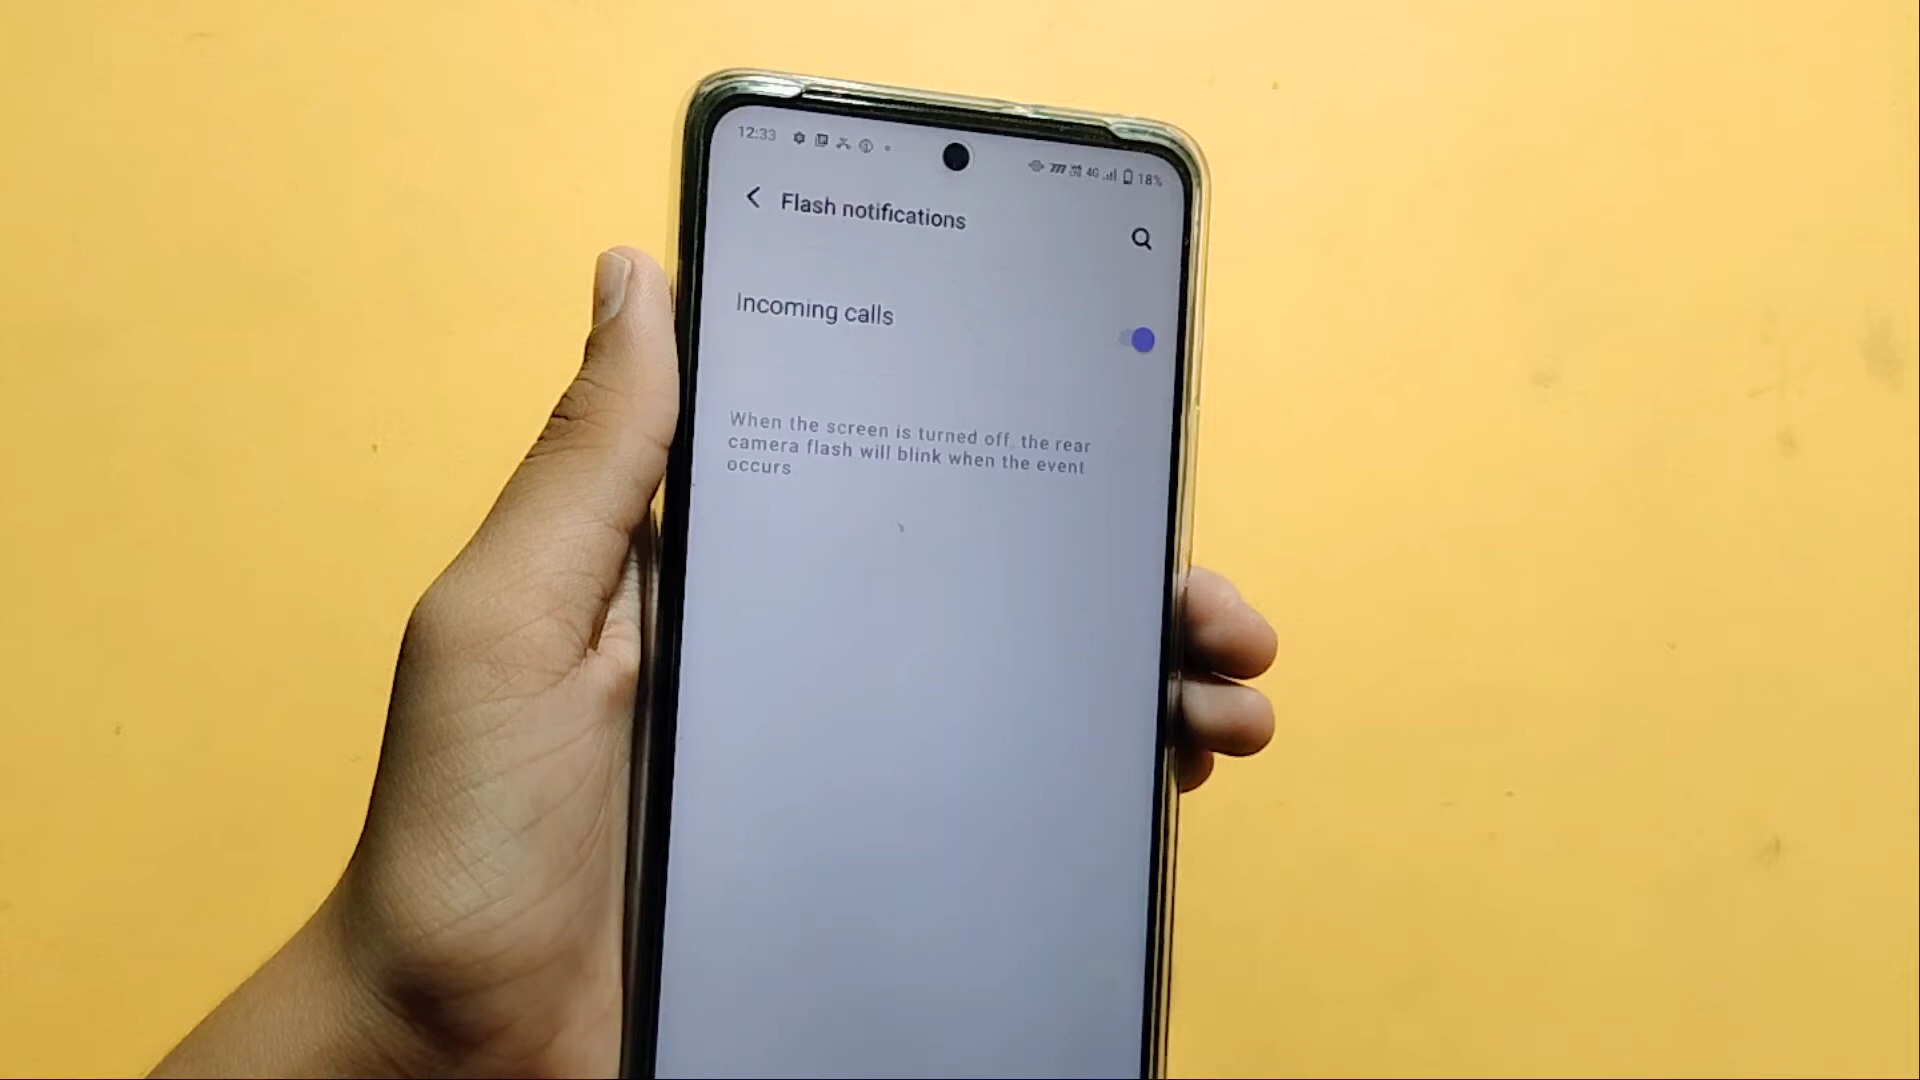 12:33
4G 18%
Flash notifications
Incoming calls
When the screen is turned off, the rear
camera flash will blink when the event
occurs